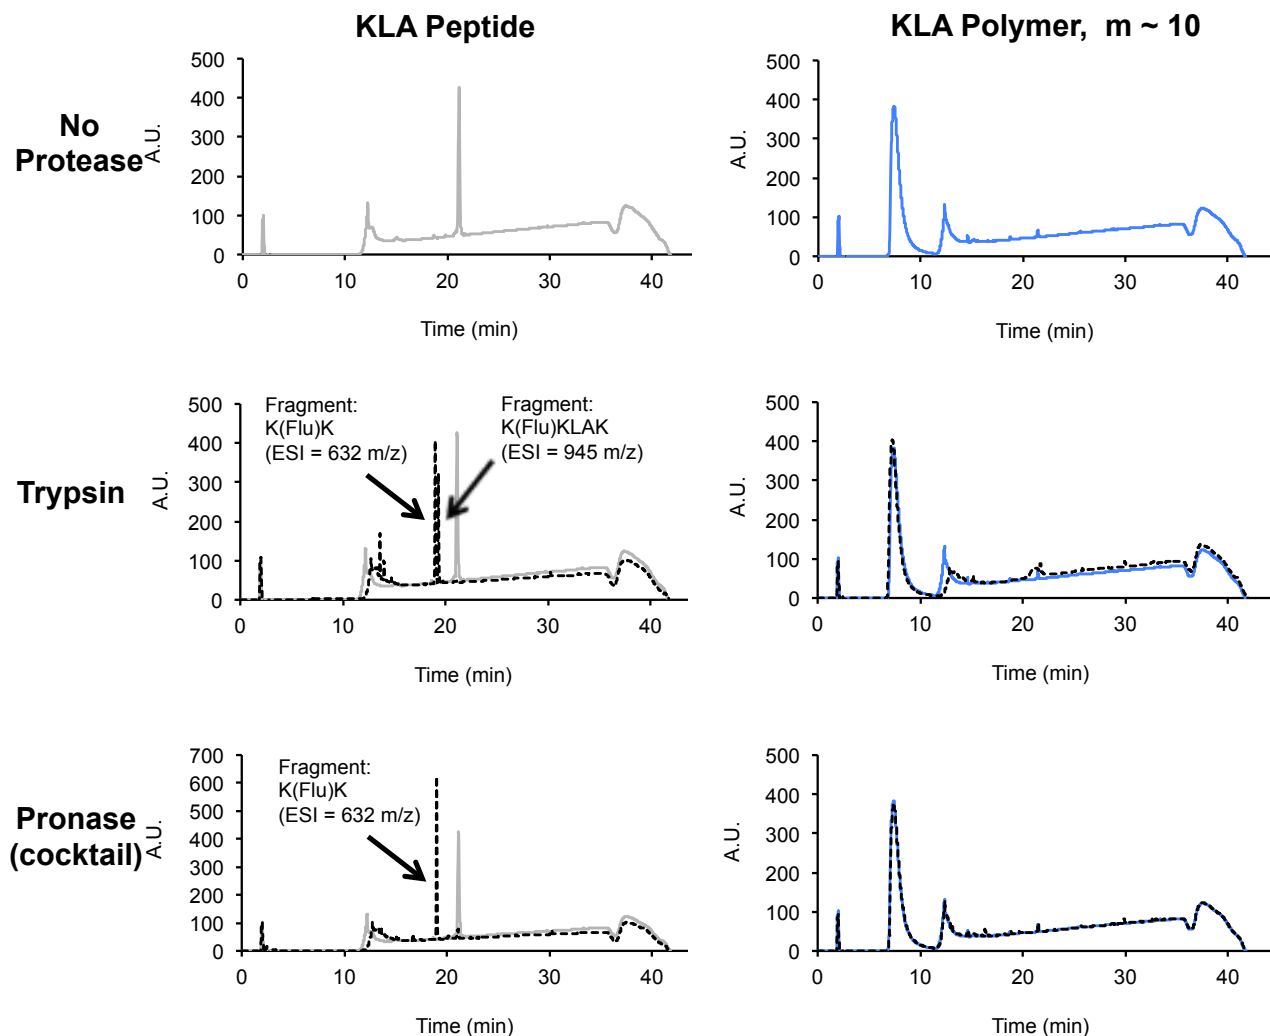 KLA Peptide
KLA Polymer, m ~ 10
No
Protease
A.U.
500
400
300
200
100
0
0
10
20
30
40
Time (min)
A.U.
500
400
300
200
100
0
0
10
20
30
40
Time (min)
Trypsin
A.U.
500
400
300
200
100
0
Fragment:
K(Flu)K
(ESI = 632 m/z)
Fragment:
K(Flu)KLAK
(ESI = 945 m/z)
0
10
20
30
40
Time (min)
A.U.
500
400
300
200
100
0
0
10
20
30
40
Time (min)
Pronase
(cocktail)
A.U.
700
600
500
400
300
200
100
0
Fragment:
K(Flu)K
(ESI = 632 m/z)
0
10
20
30
40
Time (min)
A.U.
500
400
300
200
100
0
0
10
20
30
40
Time (min)